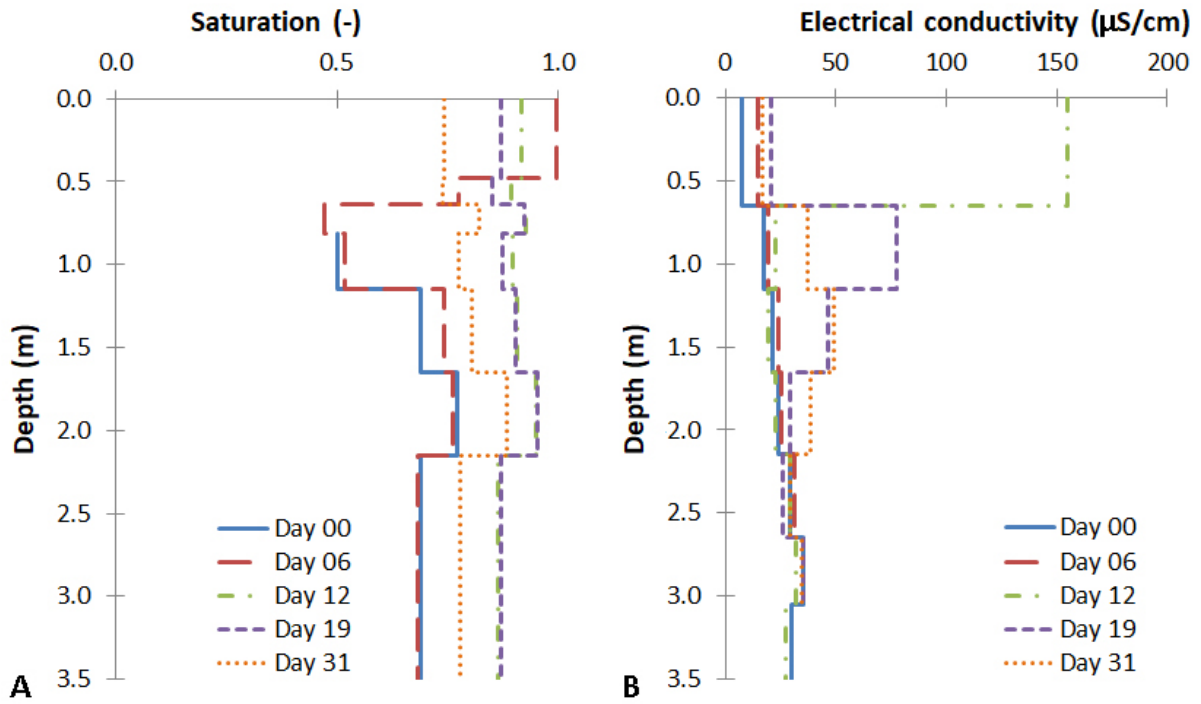 Saturation (-)
0.0 0.5 1.0
0.0
0.5
1.0
1.5
2.0
2.5
3.0
3.5
Depth (m)
Day 00
Day 06
Day 12
Day 19
Day 31
A
Electrical conductivity (µS/cm)
0 50 100 150 200
0.0
0.5
1.0
1.5
2.0
2.5
3.0
3.5
Depth (m)
Day 00
Day 06
Day 12
Day 19
Day 31
B